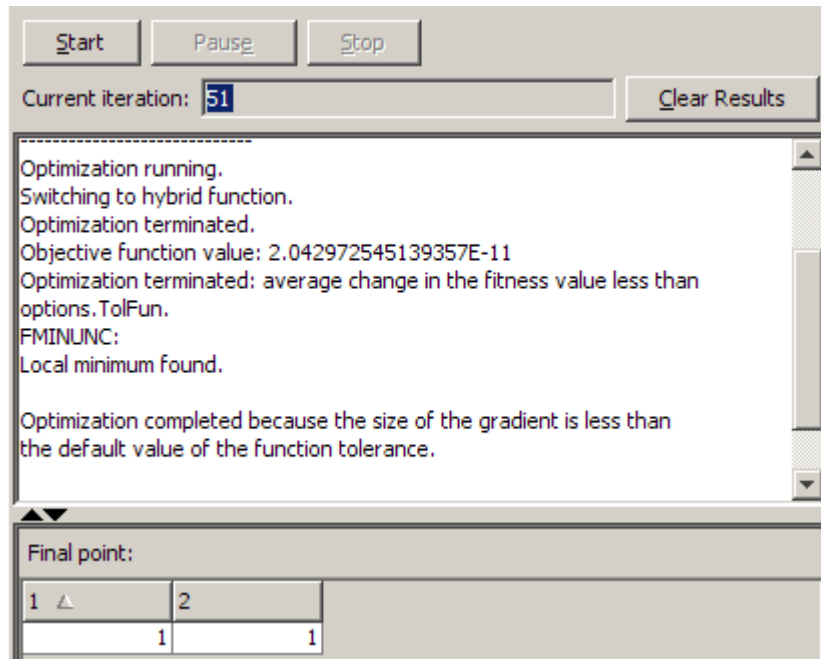 Start Pause Stop
Current iteration: 51 Clear Results
-----------------------------
Optimization running.
Switching to hybrid function.
Optimization terminated.
Objective function value: 2.042972545139357E-11
Optimization terminated: average change in the fitness value less than
options.TolFun.
FMINUNC:
Local minimum found.
Optimization completed because the size of the gradient is less than
the default value of the function tolerance.
Final point:
1 2
1 1